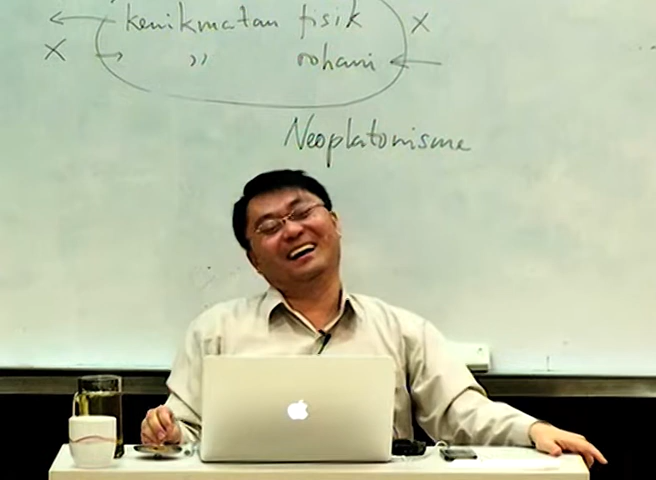 kenikmatan fisik X
X " rohani
Neoplatonisme